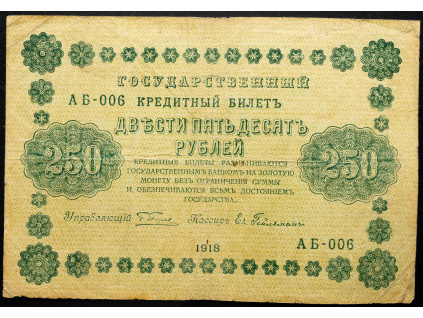 ГОСУДАРСТВЕННЫЙ
АБ-006 КРЕДИТНЫЙ БИЛЕТЪ
ДВѢСТИ ПЯТЬДЕСЯТЪ
РУБЛЕЙ
250 250
КРЕДИТНЫЕ БИЛЕТЫ РАЗМѢНИВАЮТСЯ
ГОСУДАРСТВЕННЫМЪ БАНКОМЪ НА ЗОЛОТУЮ
МОНЕТУ БЕЗЪ ОГРАНИЧЕНІЯ СУММЫ
И ОБЕЗПЕЧИВАЮТСЯ ВСѢМЪ ДОСТОЯНІЕМЪ
ГОСУДАРСТВА.
Управляющій Кассиръ
АБ-006
1918